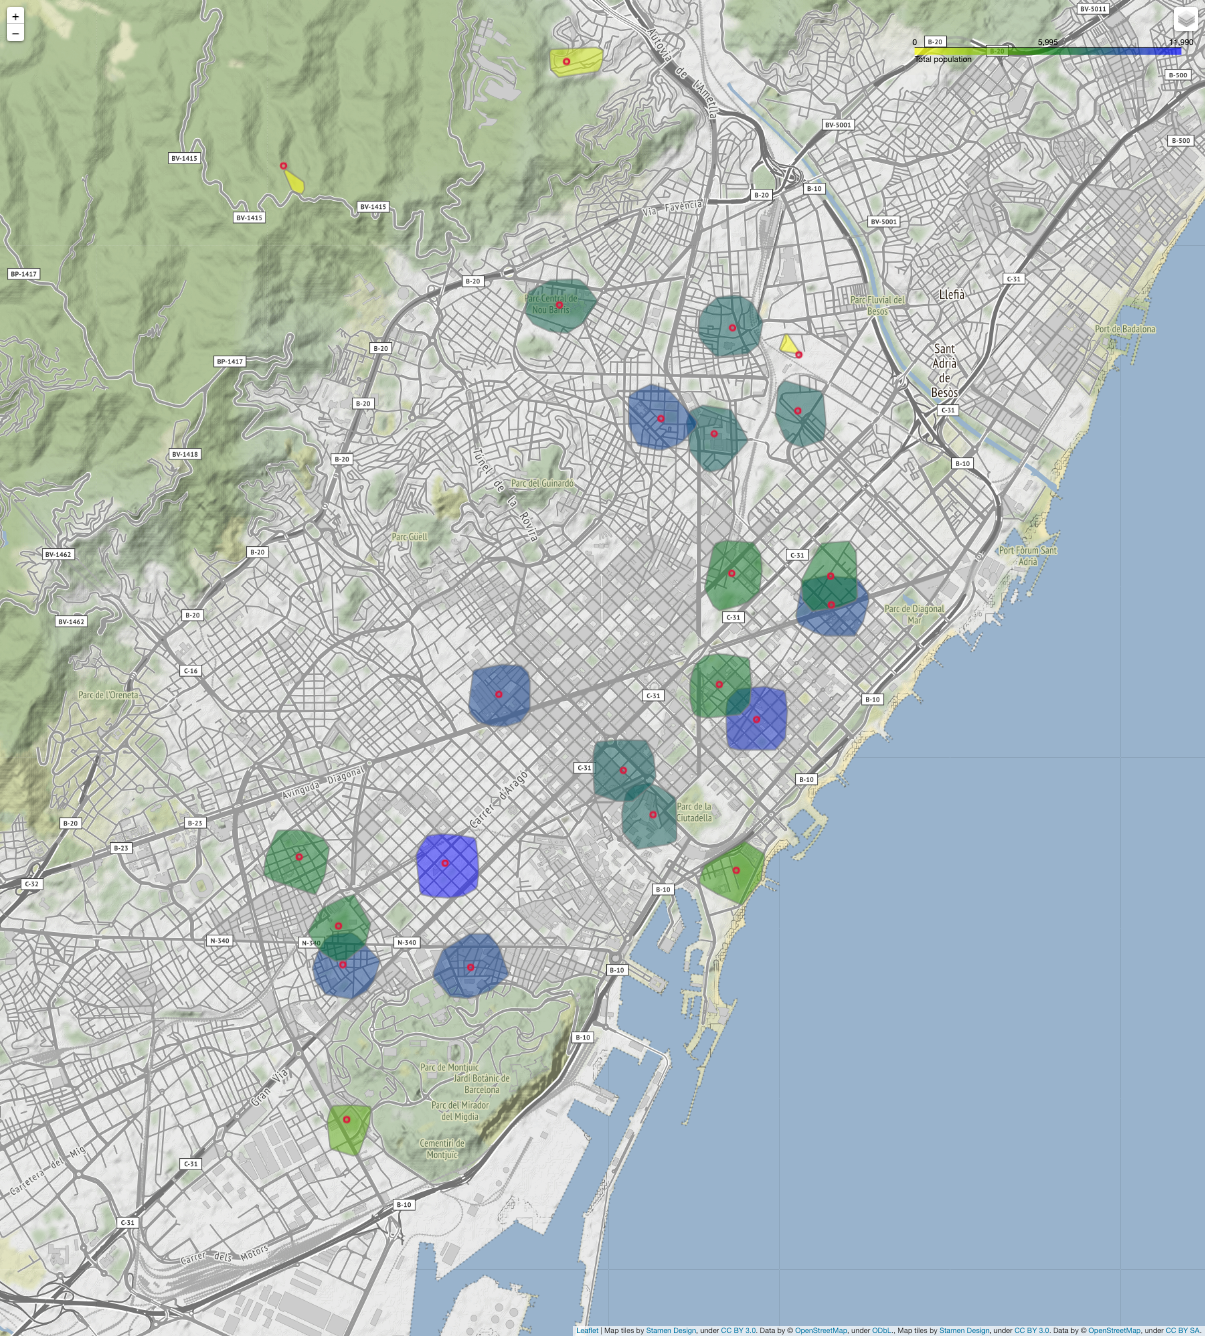 +
−
BV-5011
B-20
0
5,995
11,990
B-20
Total population
B-500
Autovia de l'Ametlla
BV-5001
B-500
BV-1415
B-20
B-10
BV-1415
BV-1415
Via Favència
BV-5001
BP-1417
B-20
C-31
Llefià
Parc Central de
Nou Barris
Parc Fluvial del
Besòs
Port de Badalona
B-20
BP-1417
Sant
Adrià
de
Besòs
B-20
C-31
BV-1418
B-20
B-10
Túnel de la Rovira
Parc del Guinardó
Parc Güell
BV-1462
B-20
C-31
Port Fòrum Sant
Adrià
B-20
C-31
Parc de Diagonal
Mar
BV-1462
C-16
Parc de l'Oreneta
C-31
B-10
C-31
Avinguda Diagonal
Carrer d'Aragó
B-10
Parc de la
Ciutadella
B-20
B-23
B-23
C-32
B-10
N-340
N-340
N-340
B-10
B-10
Parc de Montjuïc
Jardí Botànic de
Barcelona
Gran Via
Parc del Mirador
del Migdia
Cementiri de
Montjuïc
Carretera del Mig
C-31
B-10
C-31
Carrer dels Motors
Leaflet | Map tiles by Stamen Design, under CC BY 3.0. Data by © OpenStreetMap, under ODbL., Map tiles by Stamen Design, under CC BY 3.0. Data by © OpenStreetMap, under CC BY SA.